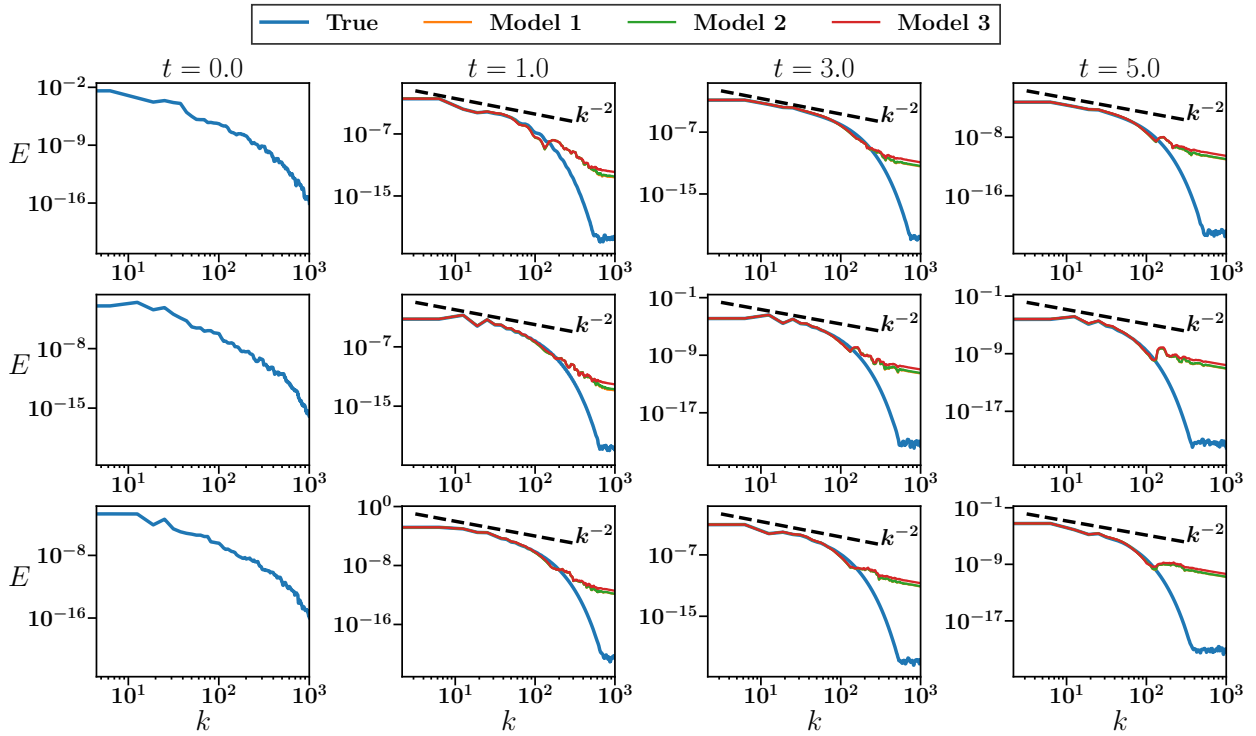 True Model 1 Model 2 Model 3
t = 0.0 t = 1.0 t = 3.0 t = 5.0
E 10^{-2} 10^{-9} 10^{-16} 10^{-7} 10^{-15} k^{-2} 10^{-7} 10^{-15} k^{-2} 10^{-8} 10^{-16} k^{-2}
10^1 10^2 10^3 10^1 10^2 10^3 10^1 10^2 10^3 10^1 10^2 10^3
E 10^{-8} 10^{-15} 10^{-7} 10^{-15} k^{-2} 10^{-1} 10^{-9} 10^{-17} k^{-2} 10^{-1} 10^{-9} 10^{-17} k^{-2}
10^1 10^2 10^3 10^1 10^2 10^3 10^1 10^2 10^3 10^1 10^2 10^3
E 10^{-8} 10^{-16} 10^0 10^{-8} 10^{-16} k^{-2} 10^{-7} 10^{-15} k^{-2} 10^{-1} 10^{-9} 10^{-17} k^{-2}
10^1 10^2 10^3 10^1 10^2 10^3 10^1 10^2 10^3 10^1 10^2 10^3
k k k k